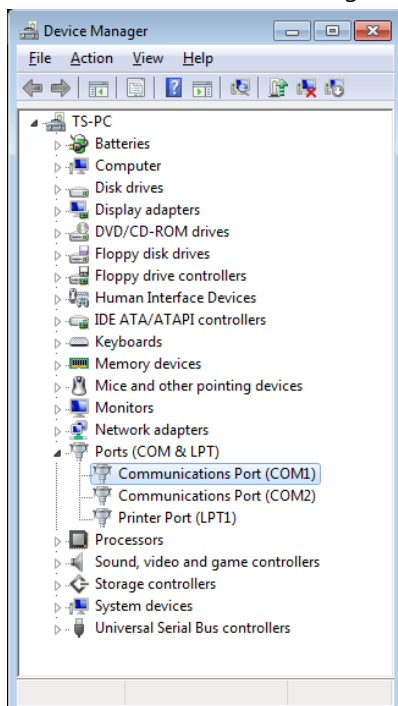 Device Manager
File Action View Help
TS-PC
Batteries
Computer
Disk drives
Display adapters
DVD/CD-ROM drives
Floppy disk drives
Floppy drive controllers
Human Interface Devices
IDE ATA/ATAPI controllers
Keyboards
Memory devices
Mice and other pointing devices
Monitors
Network adapters
Ports (COM & LPT)
Communications Port (COM1)
Communications Port (COM2)
Printer Port (LPT1)
Processors
Sound, video and game controllers
Storage controllers
System devices
Universal Serial Bus controllers